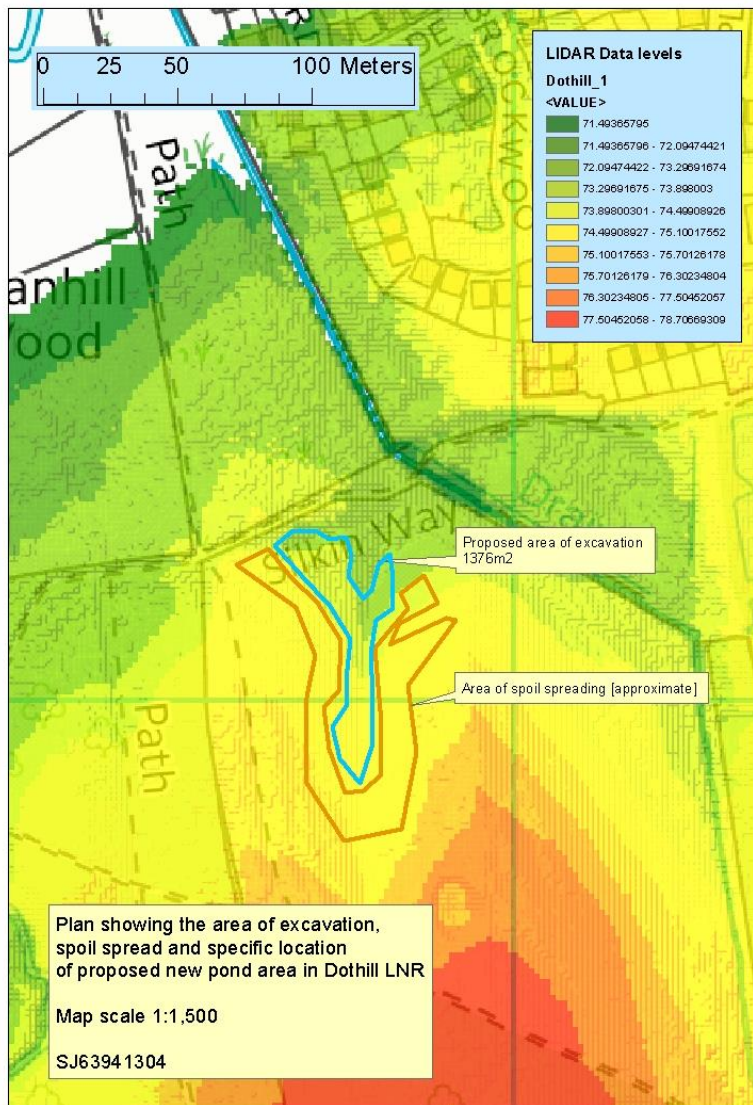 0 25 50 100 Meters
LIDAR Data levels
Dothill_1
<VALUE>
71.49365795
71.49365796 - 72.09474421
72.09474422 - 73.29691674
73.29691675 - 73.898003
73.89800301 - 74.49908926
74.49908927 - 75.10017552
75.10017553 - 75.70126178
75.70126179 - 76.30234804
76.30234805 - 77.50452057
77.50452058 - 78.70669309
Path
anhill
ood
Silkin Way
Proposed area of excavation
1376m2
Area of spoil spreading [approximate]
Path
Plan showing the area of excavation,
spoil spread and specific location
of proposed new pond area in Dothill LNR
Map scale 1:1,500
SJ63941304